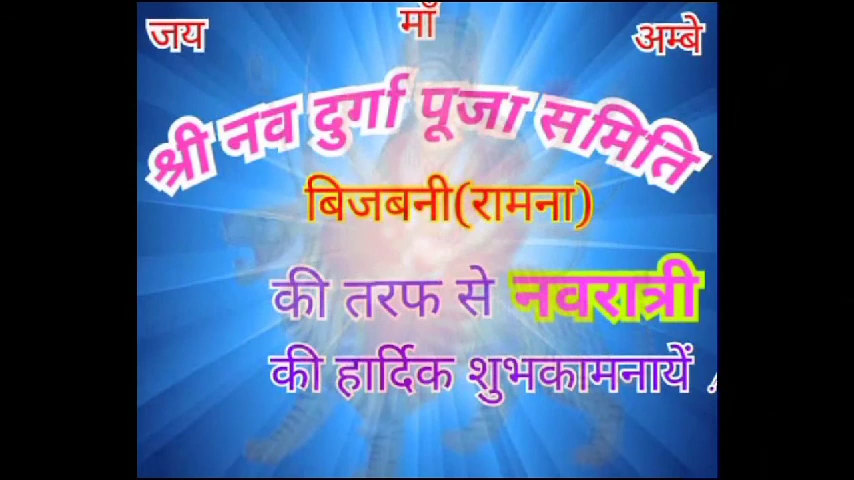 जय माँ अम्बे
श्री नव दुर्गा पूजा समिति
बिजबनी(रामना)
की तरफ से नवरात्री
की हार्दिक शुभकामनायें